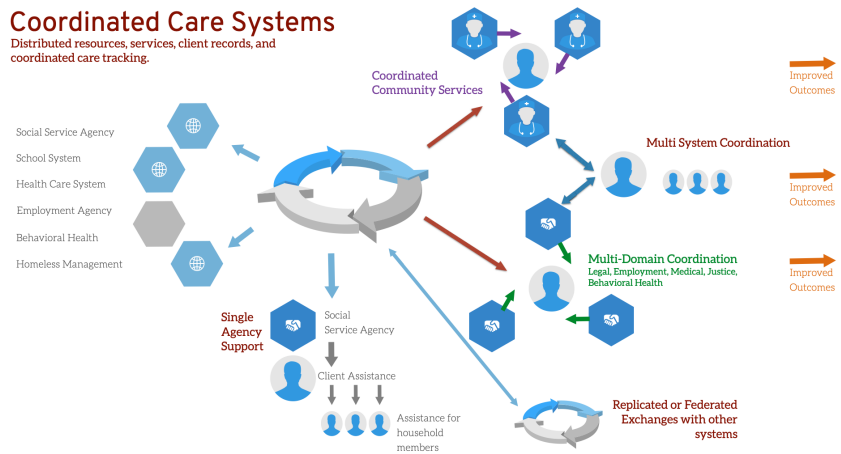 Coordinated Care Systems
Distributed resources, services, client records, and
coordinated care tracking.
Coordinated
Community Services
Improved
Outcomes
Social Service Agency
School System
Health Care System
Employment Agency
Behavioral Health
Homeless Management
Multi System Coordination
Improved
Outcomes
Multi-Domain Coordination
Legal, Employment, Medical, Justice,
Behavioral Health
Improved
Outcomes
Single
Agency
Support
Social
Service Agency
Client Assistance
Assistance for
household
members
Replicated or Federated
Exchanges with other
systems